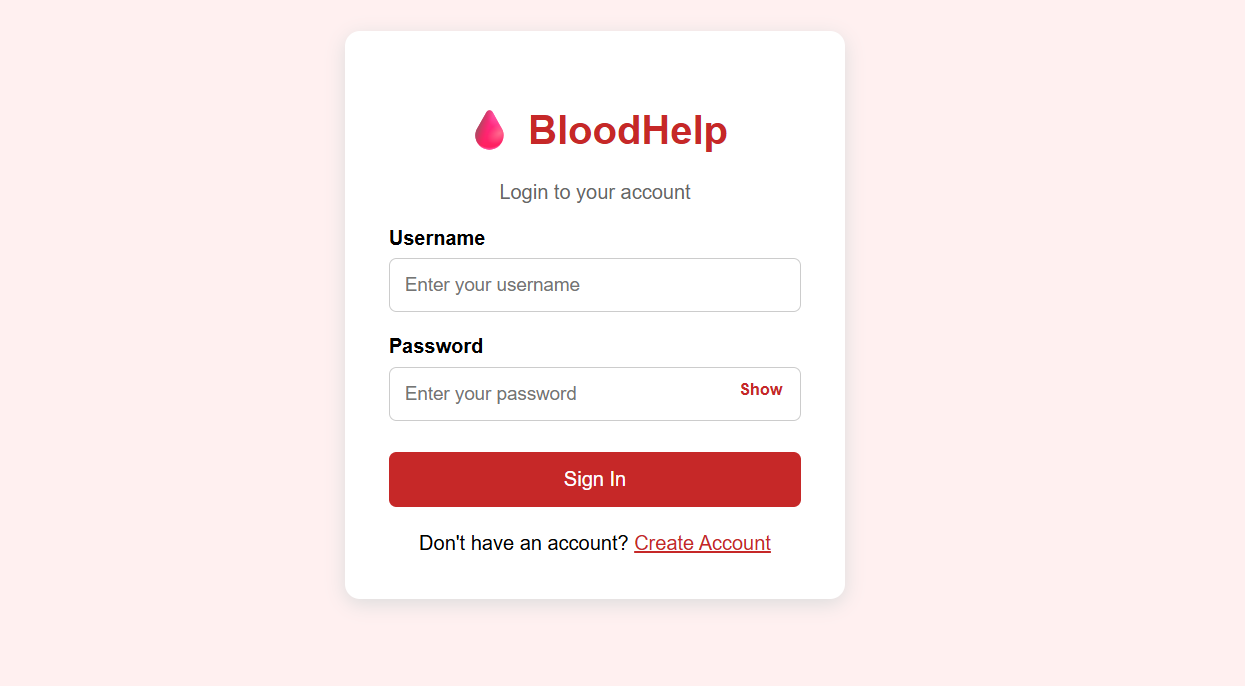 BloodHelp
Login to your account
Username
Enter your username
Password
Enter your password
Show
Sign In
Don't have an account? Create Account